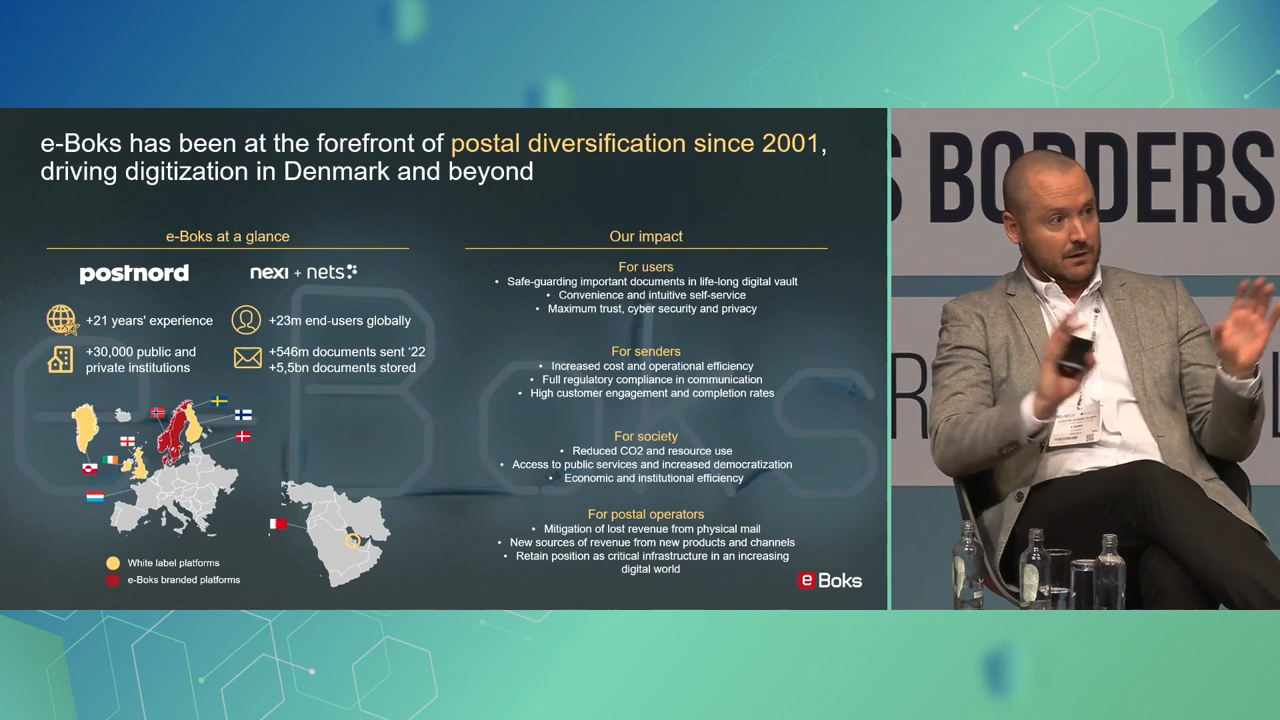 e-Boks has been at the forefront of postal diversification since 2001,
driving digitization in Denmark and beyond
e-Boks at a glance
postnord
nexi + nets
+21 years' experience
+23m end-users globally
+30,000 public and
private institutions
+546m documents sent ‘22
+5,5bn documents stored
White label platforms
e-Boks branded platforms
Our impact
For users
• Safe-guarding important documents in life-long digital vault
• Convenience and intuitive self-service
• Maximum trust, cyber security and privacy
For senders
• Increased cost and operational efficiency
• Full regulatory compliance in communication
• High customer engagement and completion rates
For society
• Reduced CO2 and resource use
• Access to public services and increased democratization
• Economic and institutional efficiency
For postal operators
• Mitigation of lost revenue from physical mail
• New sources of revenue from new products and channels
• Retain position as critical infrastructure in an increasing
digital world
e Boks
e-Boks
S BORDERS